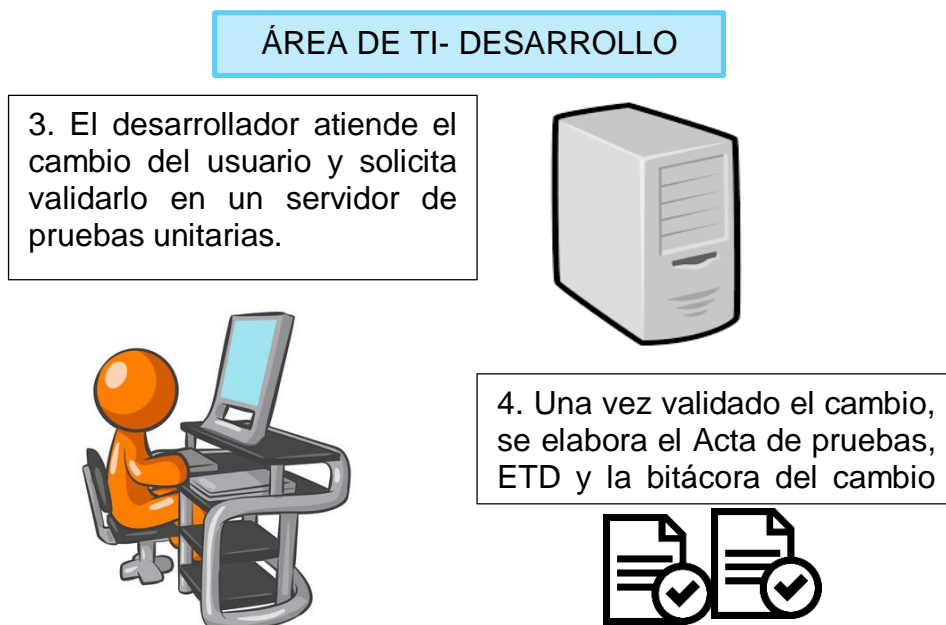 ÁREA DE TI- DESARROLLO
3. El desarrollador atiende el
cambio del usuario y solicita
validarlo en un servidor de
pruebas unitarias.
4. Una vez validado el cambio,
se elabora el Acta de pruebas,
ETD y la bitácora del cambio